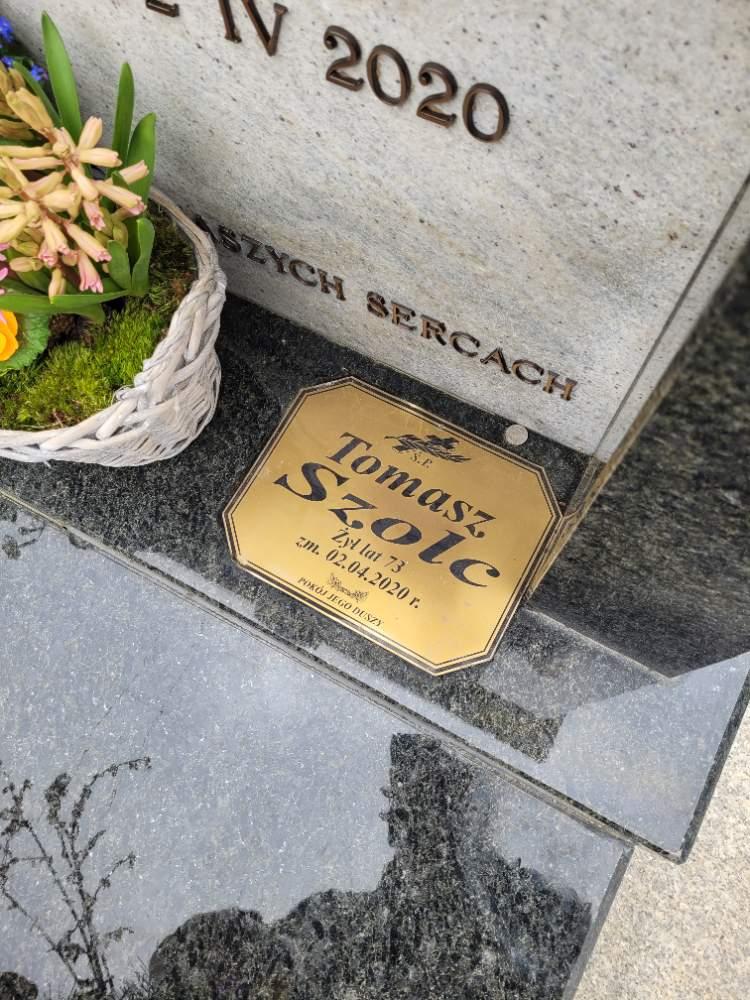 IV 2020
SERCACH
Ś.P.
Tomasz
Szolc
Żył lat 73
zm. 02.04.2020 r.
POKÓJ JEGO DUSZY